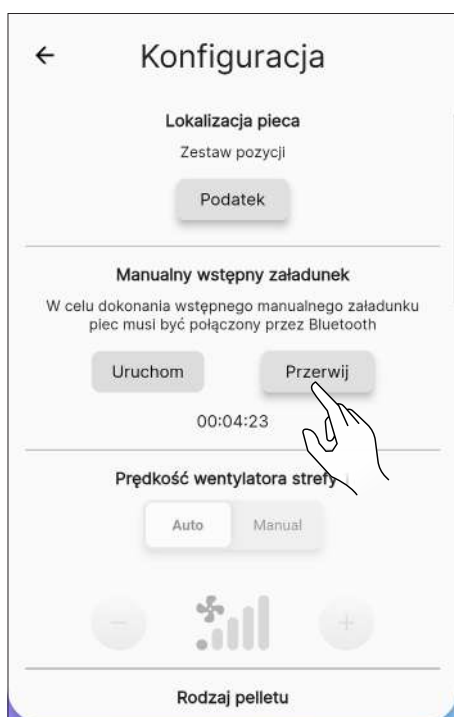 Konfiguracja
Lokalizacja pieca
Zestaw pozycji
Podatek
Manualny wstępny załadunek
W celu dokonania wstępnego manualnego załadunku
piec musi być połączony przez Bluetooth
Uruchom Przerwij
00:04:23
Prędkość wentylatora strefy
Auto Manual
Rodzaj pelletu